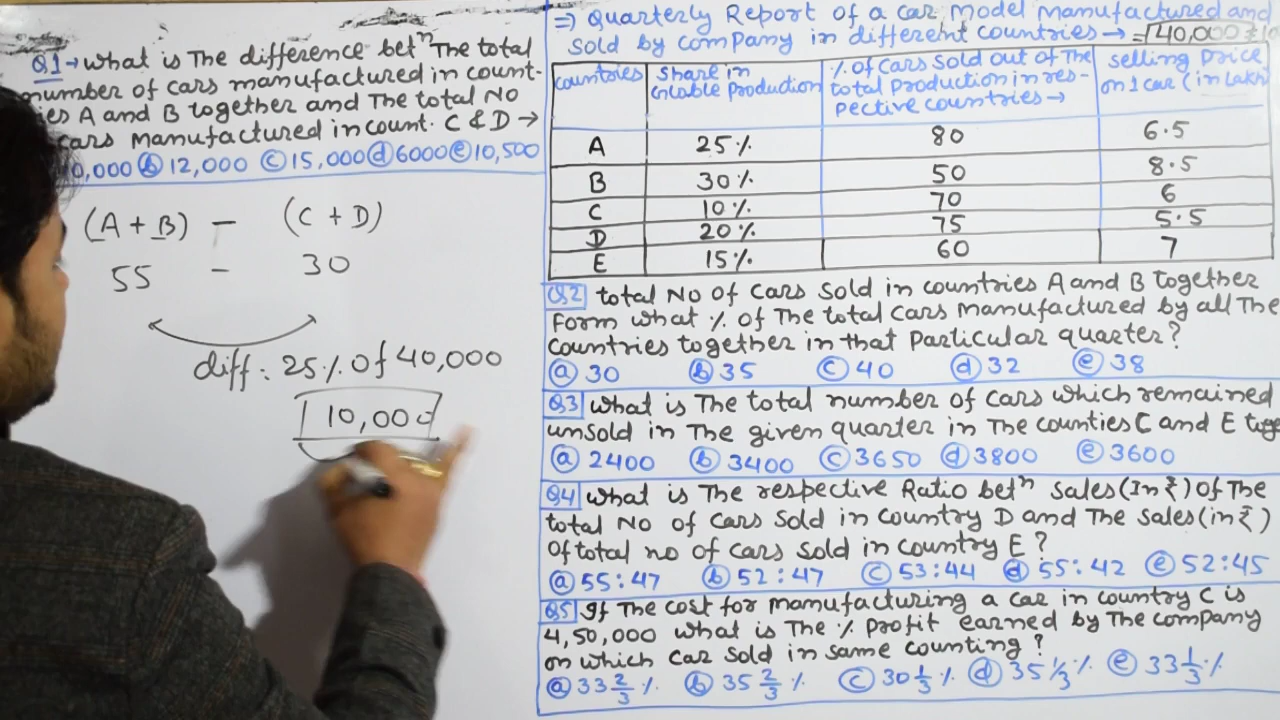 Q1→ what is The difference betⁿ The total
number of cars manufactured in count-
ies A and B together and The total No
cars manufactured in count. C & D →
0,000 ⓑ 12,000 ⓒ 15,000 ⓓ 6000 ⓔ 10,500
(A + B) - (C + D)
55 - 30
diff: 25% of 40,000
10,000
⇒ Quarterly Report of a car model manufactured and
sold by company in different countries → = 40,000
countries
Share in
Global Production
% of cars sold out of The
total production in res-
pective countries →
selling price
on 1 car (in Lakh
A 25% 80 6.5
B 30% 50 8.5
C 10% 70 6
D 20% 75 5.5
E 15% 60 7
Q2 total No of cars sold in countries A and B together
Form what % of The total cars manufactured by all The
countries together in that particular quarter?
ⓐ 30 ⓑ 35 ⓒ 40 ⓓ 32 ⓔ 38
Q3 what is The total number of cars which remained
unsold in The given quarter in The counties C and E
ⓐ 2400 ⓑ 3400 ⓒ 3650 ⓓ 3800 ⓔ 3600
Q4 what is The respective Ratio betⁿ sales (In ₹) of The
total No of cars sold in country D and The sales (in ₹)
of total no of cars sold in country E?
ⓐ 55:47 ⓑ 52:47 ⓒ 53:44 ⓓ 55:42 ⓔ 52:45
Q5 If The cost for manufacturing a car in country C is
4,50,000 what is The % profit earned by The company
on which car sold in same counting?
ⓐ 33 2/3 % ⓑ 35 2/3 % ⓒ 30 1/3 % ⓓ 35 1/3 % ⓔ 33 1/3 %